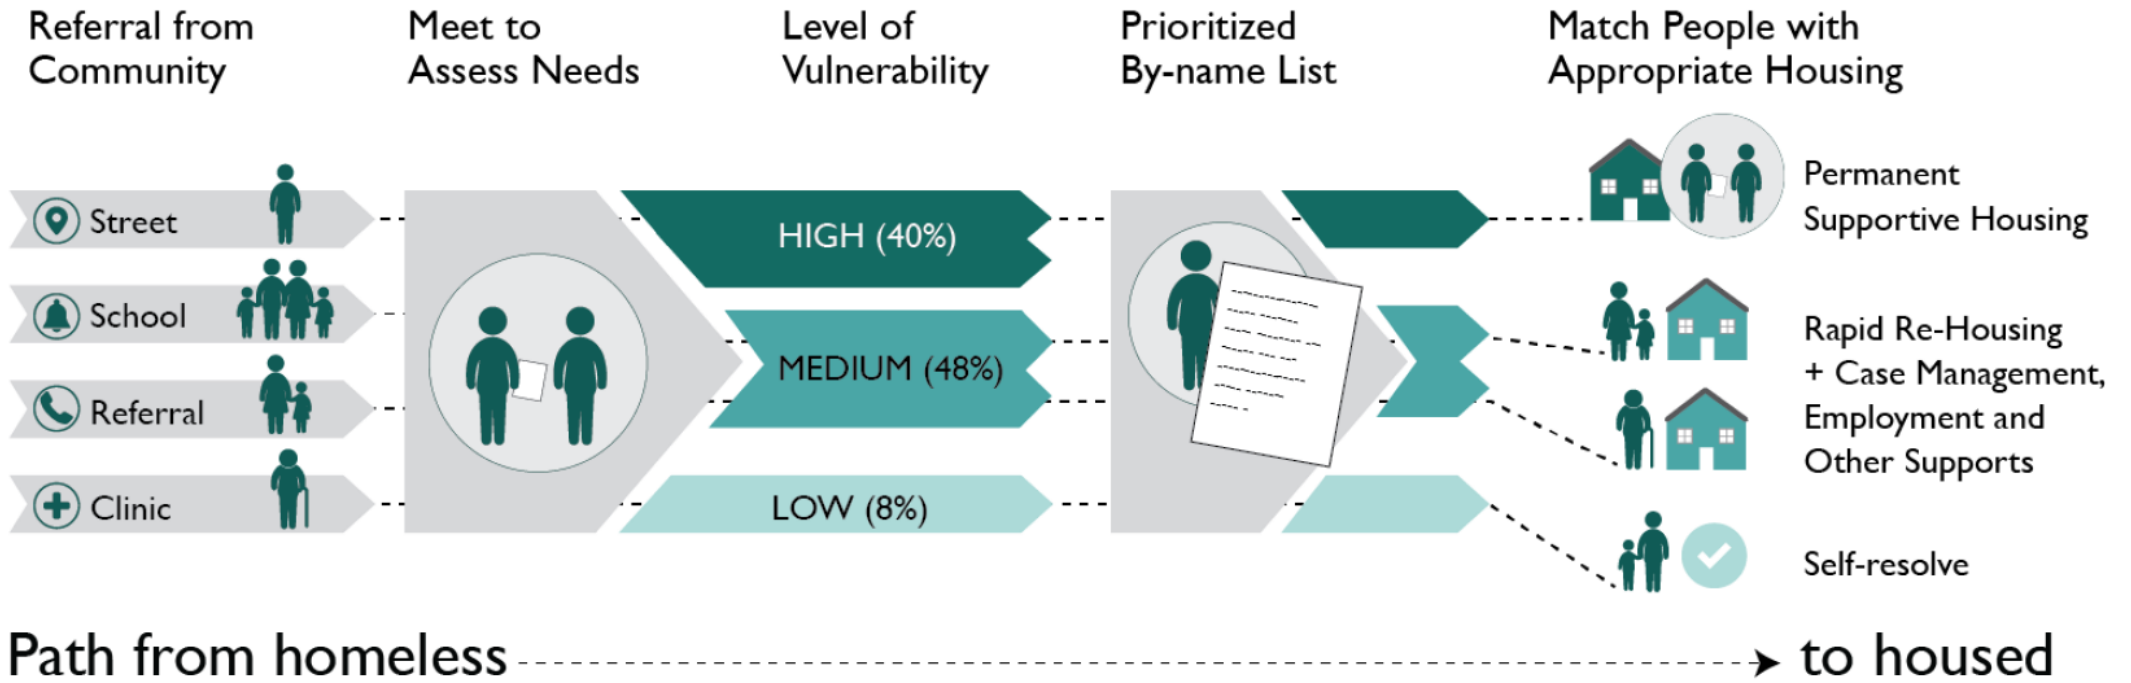 Referral from
Community
Meet to
Assess Needs
Level of
Vulnerability
Prioritized
By-name List
Match People with
Appropriate Housing
Street
School
Referral
Clinic
HIGH (40%)
MEDIUM (48%)
LOW (8%)
Permanent
Supportive Housing
Rapid Re-Housing
+ Case Management,
Employment and
Other Supports
Self-resolve
Path from homeless
to housed